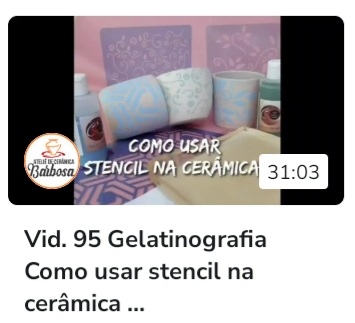 COMO USAR
STENCIL NA CERÂMICA
ATELIÊ DE CERÂMICA
Barbosa
31:03
Vid. 95 Gelatinografia
Como usar stencil na
cerâmica ...